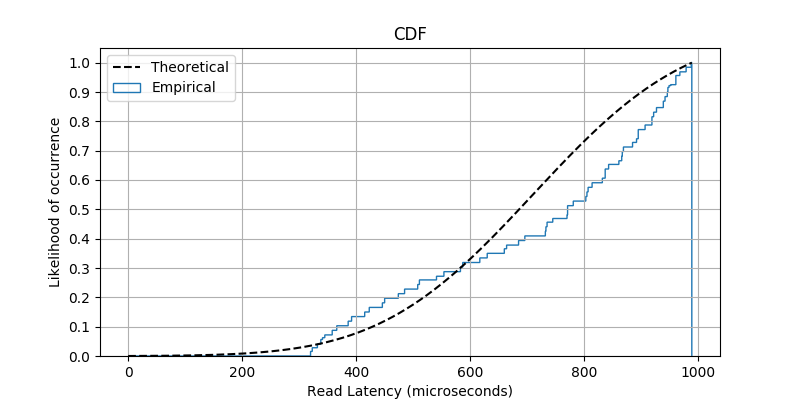 CDF
Theoretical
Empirical
Likelihood of occurrence
1.0
0.9
0.8
0.7
0.6
0.5
0.4
0.3
0.2
0.1
0.0
0 200 400 600 800 1000
Read Latency (microseconds)